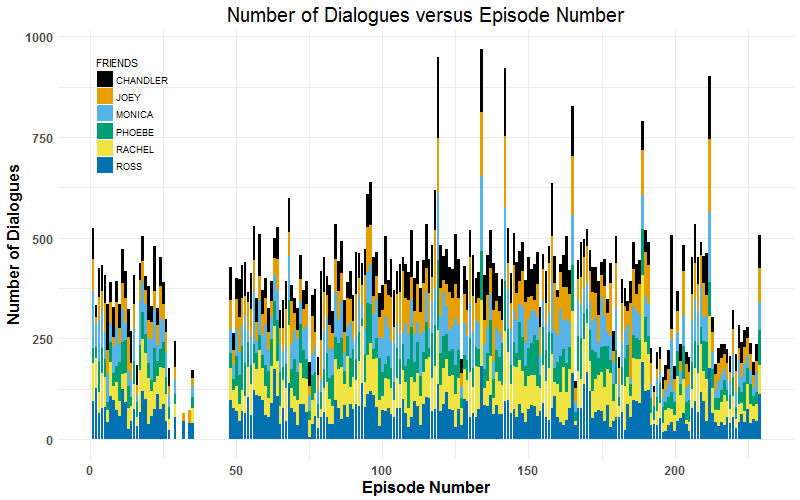 Number of Dialogues versus Episode Number
1000
750
500
250
0
Number of Dialogues
FRIENDS
CHANDLER
JOEY
MONICA
PHOEBE
RACHEL
ROSS
0 50 100 150 200
Episode Number